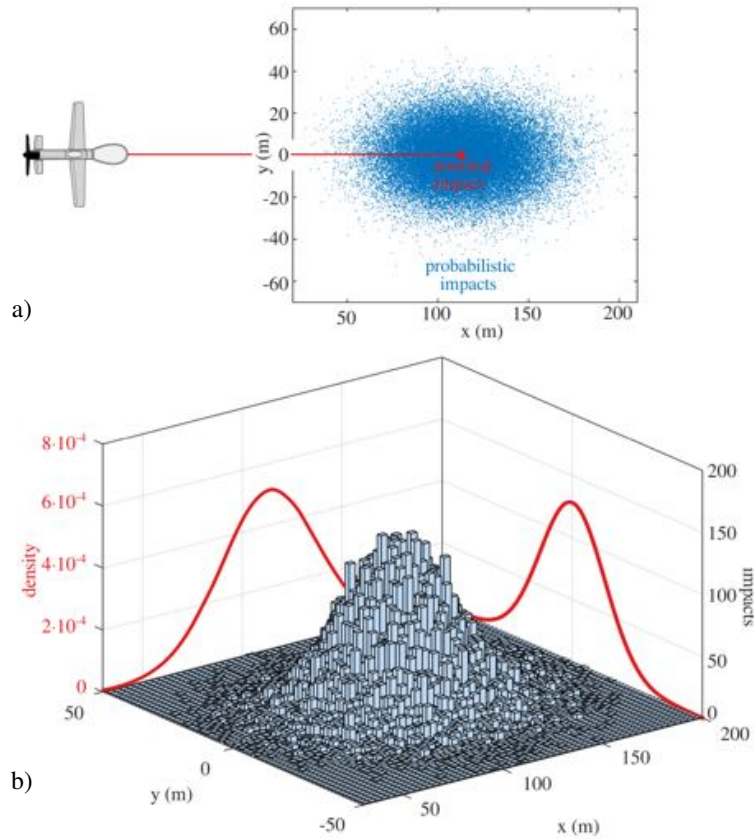 60
40
20
0
-20
-40
-60
y (m)
nominal
impact
probabilistic
impacts
50
100
150
200
x (m)
a)
8·10-4
6·10-4
4·10-4
2·10-4
0
density
200
150
100
50
0
impacts
50
0
-50
y (m)
50
100
150
200
x (m)
b)